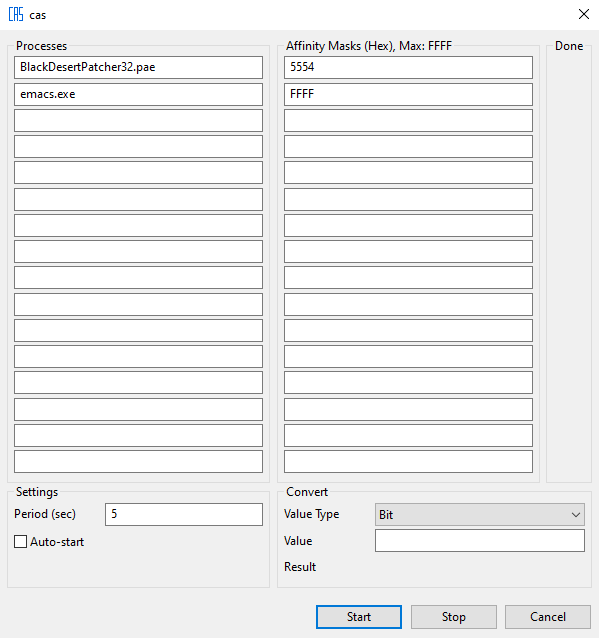 CAS cas
Processes Affinity Masks (Hex), Max: FFFF Done
BlackDesertPatcher32.pae 5554
emacs.exe FFFF
Settings Convert
Period (sec) 5 Value Type Bit
Auto-start Value
Result
Start Stop Cancel